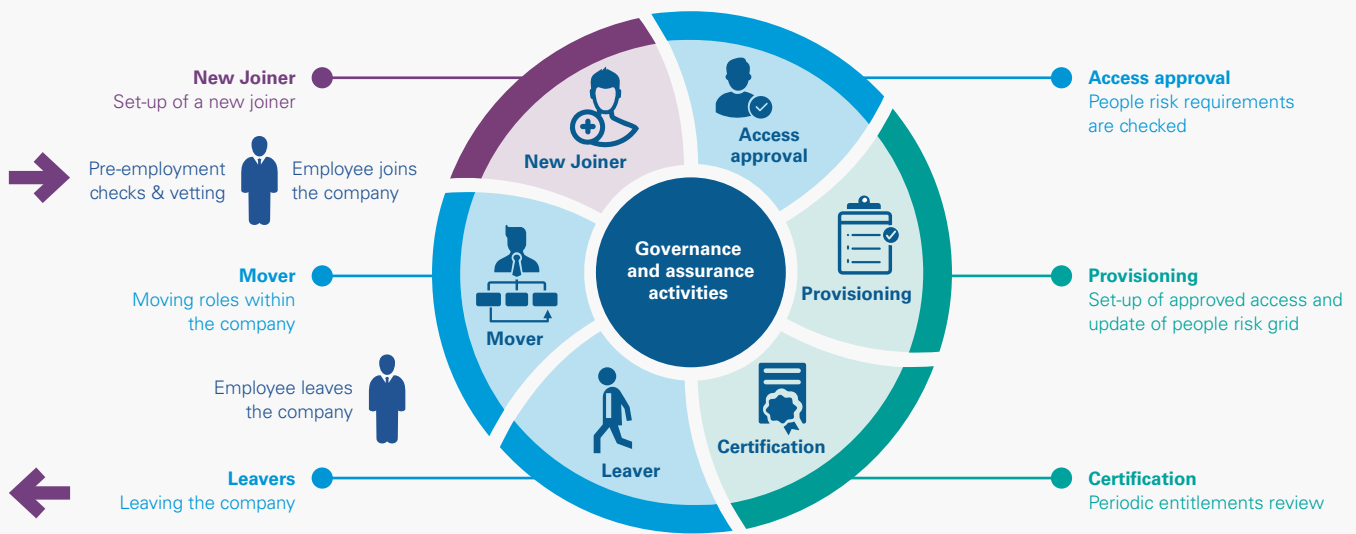 New Joiner
Set-up of a new joiner
Pre-employment
checks & vetting
Employee joins
the company
Mover
Moving roles within
the company
Employee leaves
the company
Leavers
Leaving the company
New Joiner
Access
approval
Provisioning
Certification
Leaver
Mover
Governance
and assurance
activities
Access approval
People risk requirements
are checked
Provisioning
Set-up of approved access and
update of people risk grid
Certification
Periodic entitlements review